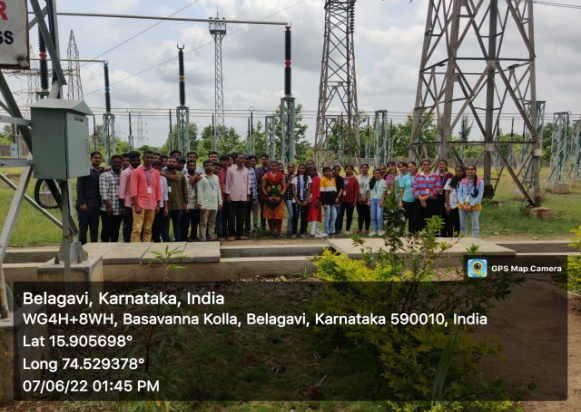 R
SS
GPS Map Camera
Belagavi, Karnataka, India
WG4H+8WH, Basavanna Kolla, Belagavi, Karnataka 590010, India
Lat 15.905698°
Long 74.529378°
07/06/22 01:45 PM